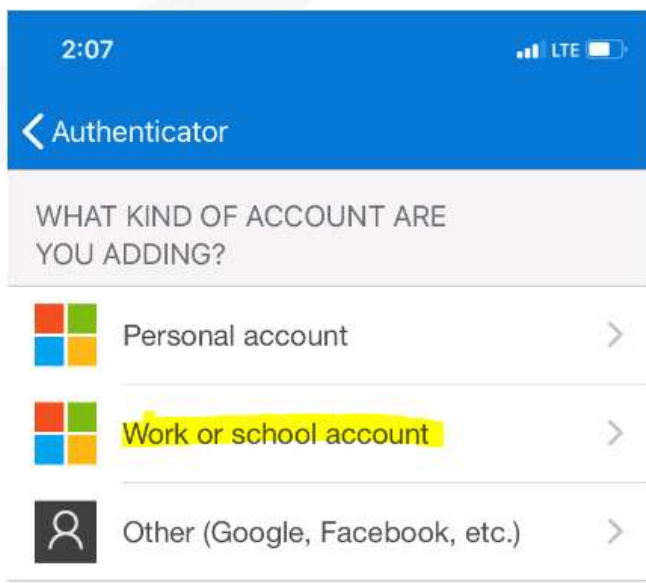 2:07 LTE
Authenticator
WHAT KIND OF ACCOUNT ARE
YOU ADDING?
Personal account
Work or school account
Other (Google, Facebook, etc.)